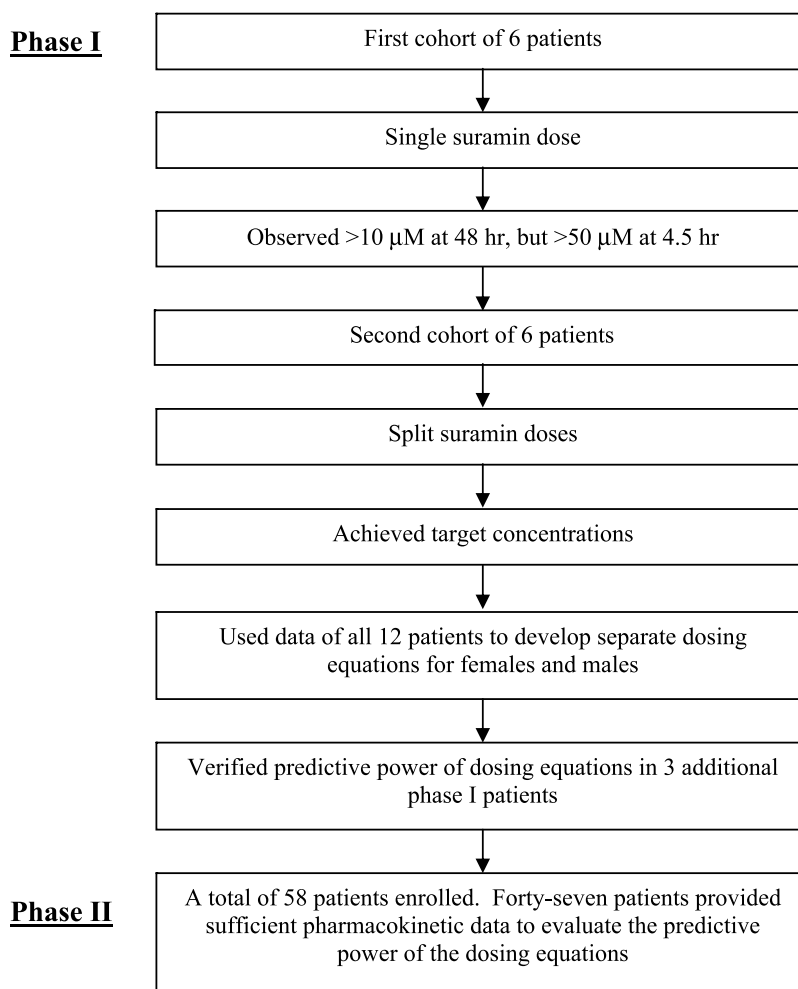 Phase I
First cohort of 6 patients
Single suramin dose
Observed >10 μM at 48 hr, but >50 μM at 4.5 hr
Second cohort of 6 patients
Split suramin doses
Achieved target concentrations
Used data of all 12 patients to develop separate dosing
equations for females and males
Verified predictive power of dosing equations in 3 additional
phase I patients
Phase II
A total of 58 patients enrolled.  Forty-seven patients provided
sufficient pharmacokinetic data to evaluate the predictive
power of the dosing equations